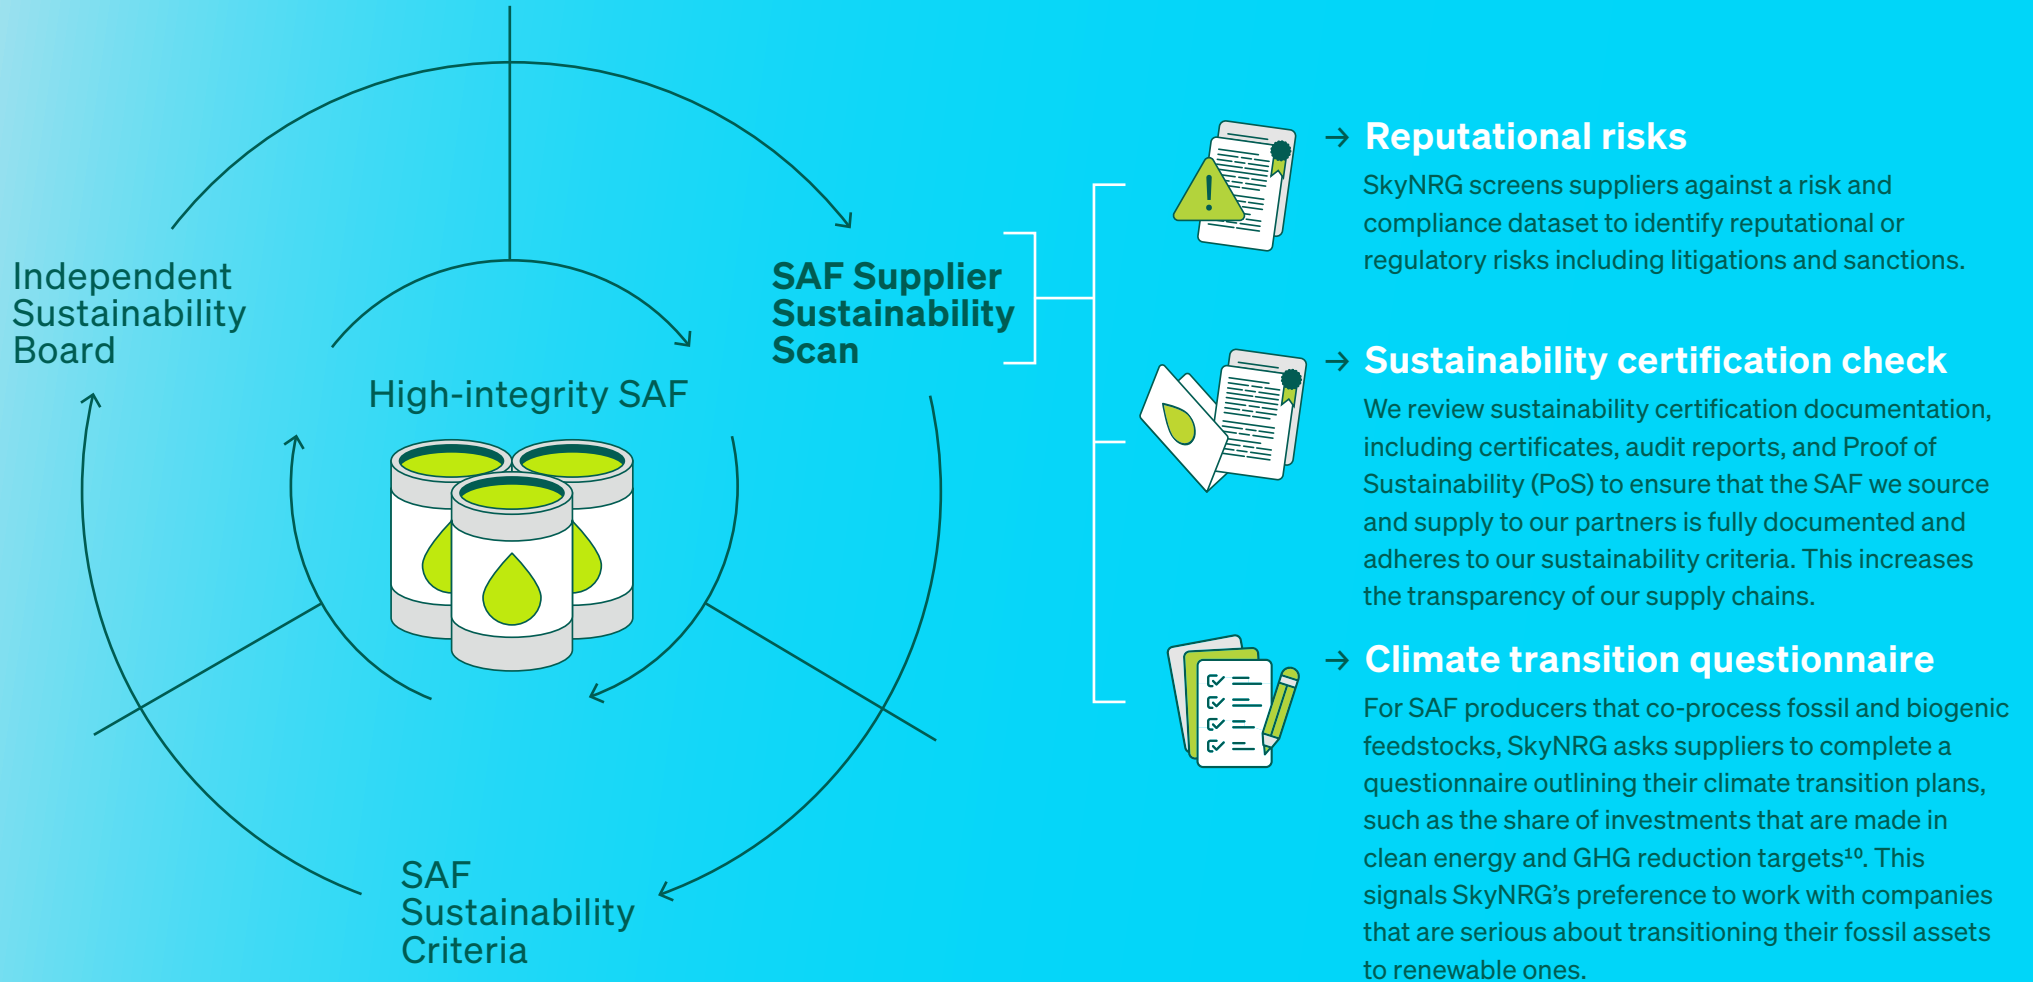 Independent
Sustainability
Board
High-integrity SAF
SAF Supplier
Sustainability
Scan
SAF
Sustainability
Criteria
→ Reputational risks
SkyNRG screens suppliers against a risk and
compliance dataset to identify reputational or
regulatory risks including litigations and sanctions.
→ Sustainability certification check
We review sustainability certification documentation,
including certificates, audit reports, and Proof of
Sustainability (PoS) to ensure that the SAF we source
and supply to our partners is fully documented and
adheres to our sustainability criteria. This increases
the transparency of our supply chains.
→ Climate transition questionnaire
For SAF producers that co-process fossil and biogenic
feedstocks, SkyNRG asks suppliers to complete a
questionnaire outlining their climate transition plans,
such as the share of investments that are made in
clean energy and GHG reduction targets¹⁰. This
signals SkyNRG’s preference to work with companies
that are serious about transitioning their fossil assets
to renewable ones.